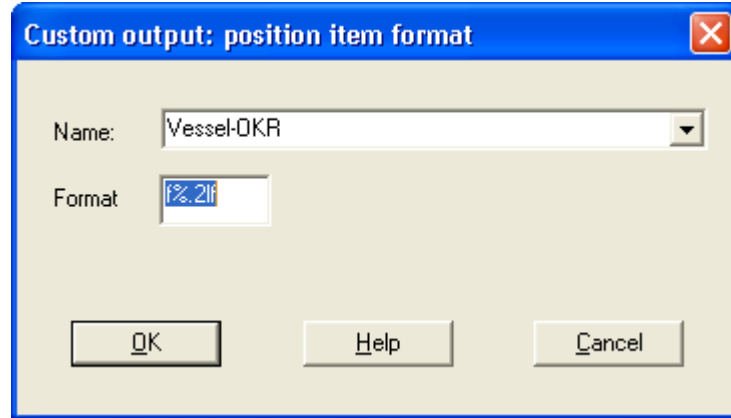 Custom output: position item format
Name:
Vessel-OKR
Format
f%.2lf
OK
Help
Cancel